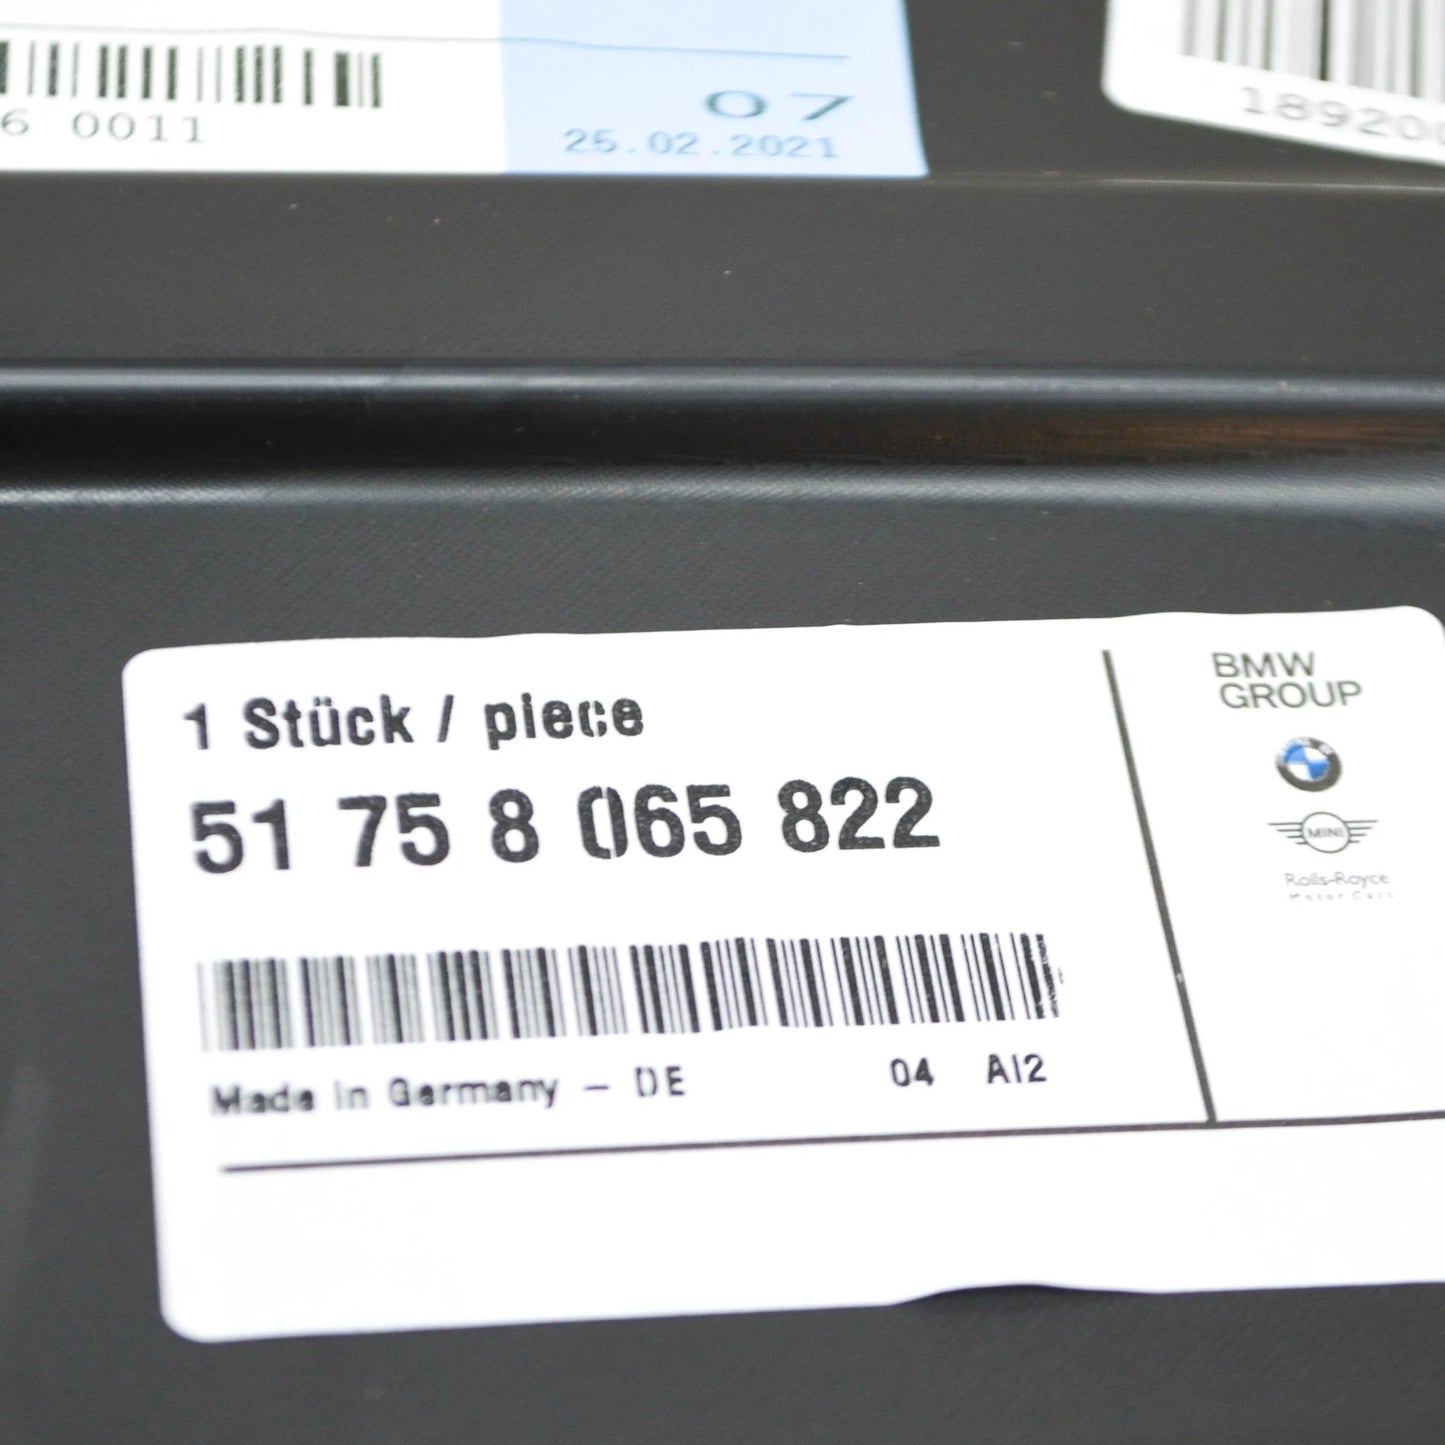 6 0011
07
25.02.2021
189200
1 Stück / piece
51 75 8 065 822
Made in Germany – DE 04 AI2
BMW
GROUP
MINI
Rolls-Royce
Motor Cars